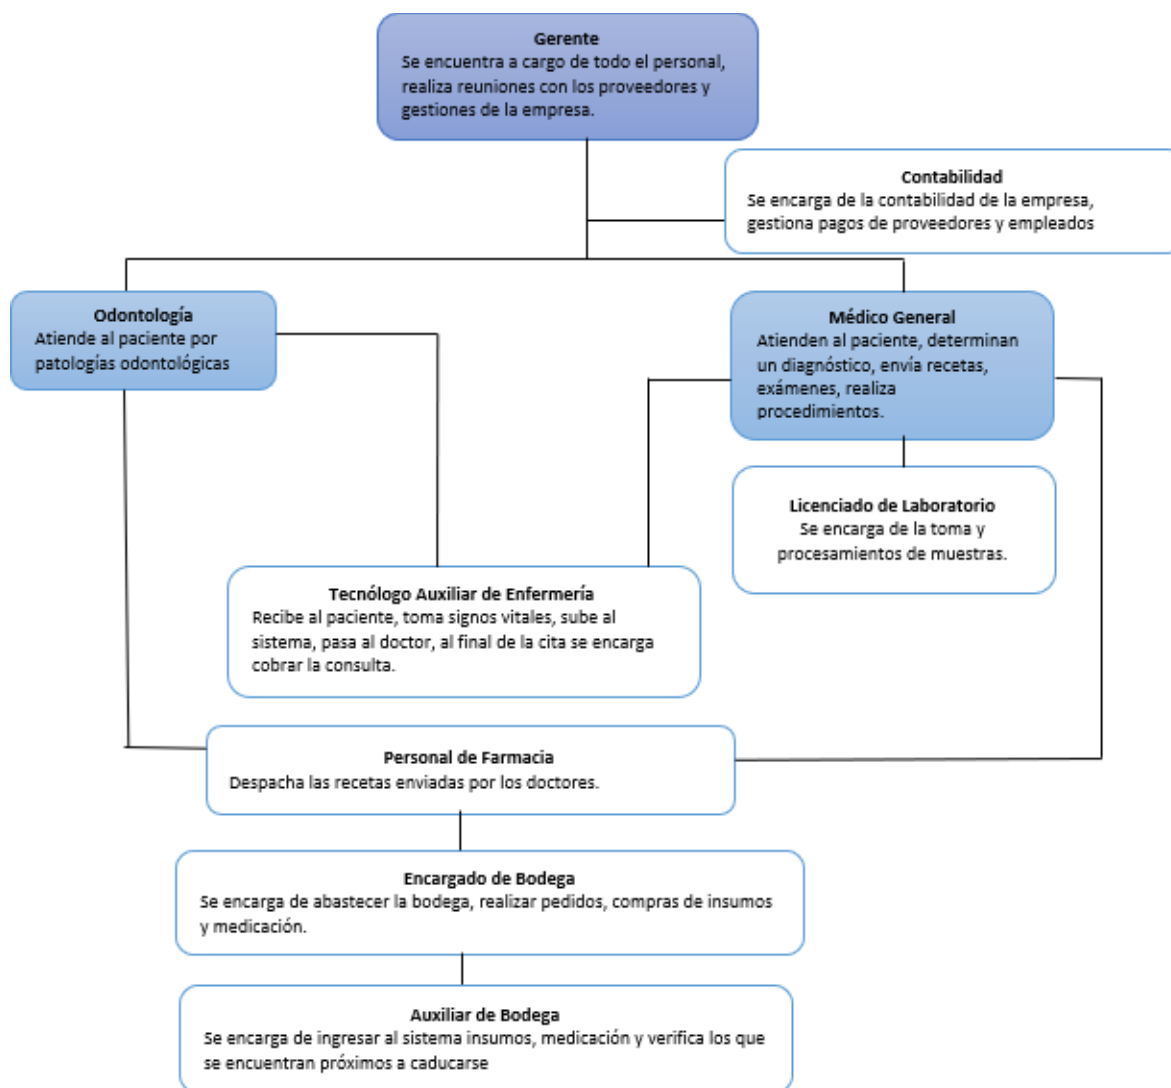 Gerente
Se encuentra a cargo de todo el personal,
realiza reuniones con los proveedores y
gestiones de la empresa.
Contabilidad
Se encarga de la contabilidad de la empresa,
gestiona pagos de proveedores y empleados
Odontología
Atiende al paciente por
patologías odontológicas
Médico General
Atienden al paciente, determinan
un diagnóstico, envía recetas,
exámenes, realiza
procedimientos.
Licenciado de Laboratorio
Se encarga de la toma y
procesamientos de muestras.
Tecnólogo Auxiliar de Enfermería
Recibe al paciente, toma signos vitales, sube al
sistema, pasa al doctor, al final de la cita se encarga
cobrar la consulta.
Personal de Farmacia
Despacha las recetas enviadas por los doctores.
Encargado de Bodega
Se encarga de abastecer la bodega, realizar pedidos, compras de insumos
y medicación.
Auxiliar de Bodega
Se encarga de ingresar al sistema insumos, medicación y verifica los que
se encuentran próximos a caducarse